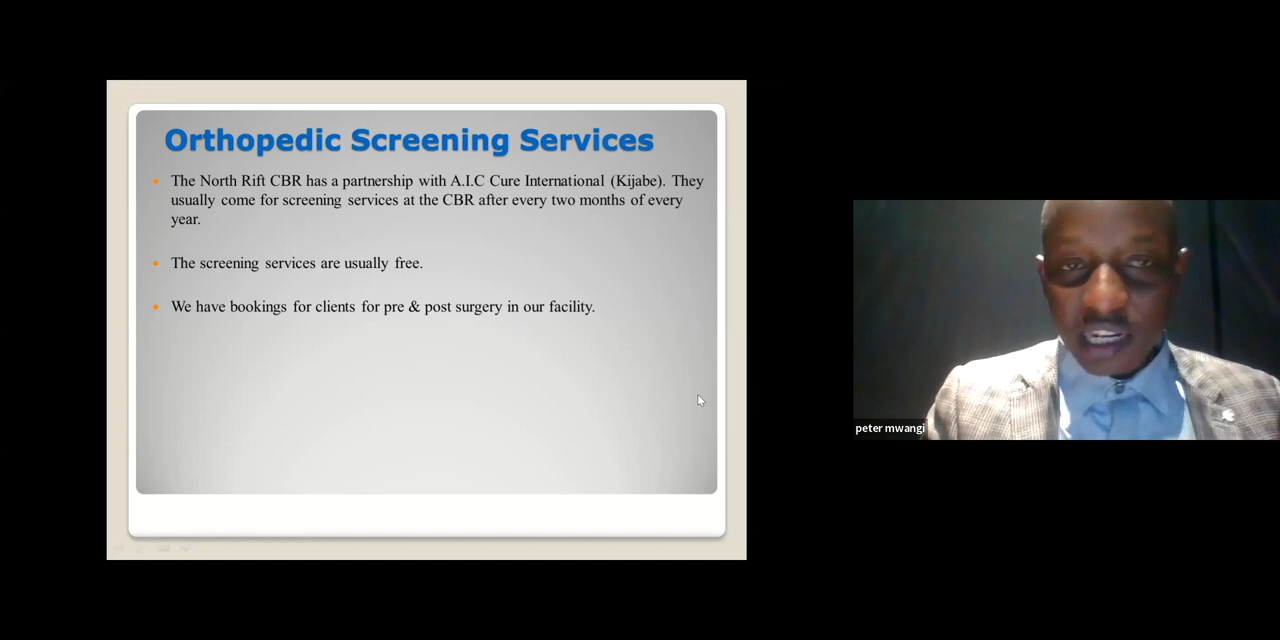 Orthopedic Screening Services
The North Rift CBR has a partnership with A.I.C Cure International (Kijabe). They
usually come for screening services at the CBR after every two months of every
year.
The screening services are usually free.
We have bookings for clients for pre & post surgery in our facility.
peter mwangi